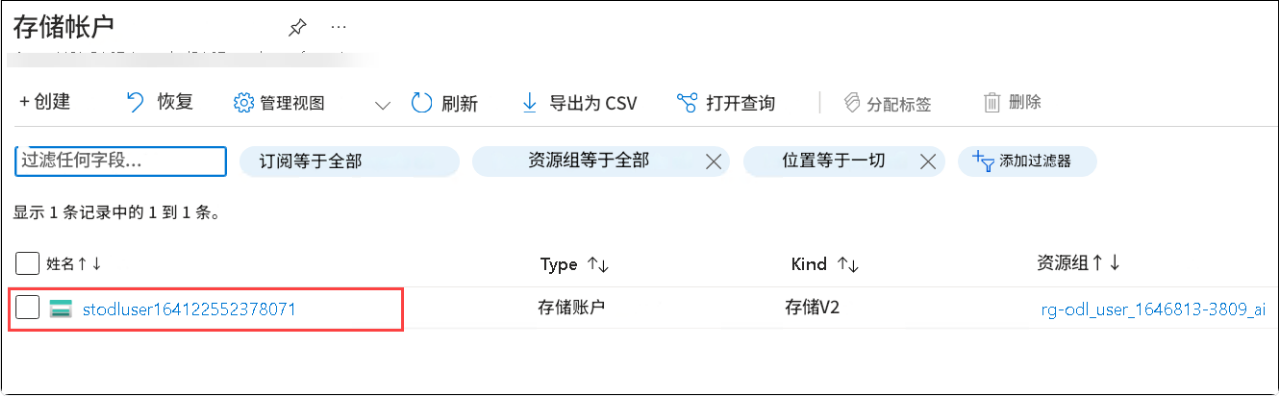 存储帐户
+ 创建 恢复 管理视图 刷新 导出为 CSV 打开查询 分配标签 删除
过滤任何字段... 订阅等于全部 资源组等于全部 位置等于一切 添加过滤器
显示 1 条记录中的 1 到 1 条。
姓名↑↓ Type ↑↓ Kind ↑↓ 资源组↑↓
stodluser164122552378071 存储账户 存储V2 rg-odl_user_1646813-3809_ai